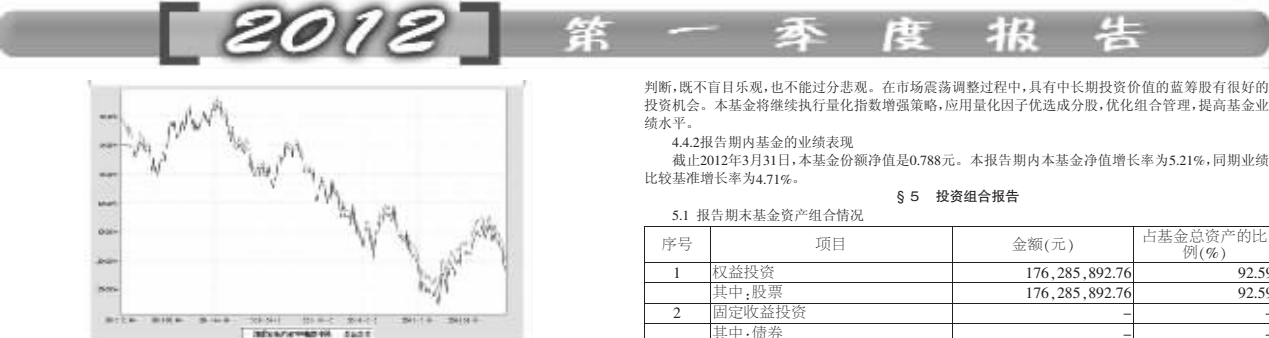 2012 第一季度报告
判断,既不盲目乐观,也不能过分悲观。在市场震荡调整过程中,具有中长期投资价值的蓝筹股有很好的
投资机会。本基金将继续执行量化指数增强策略,应用量化因子优选成分股,优化组合管理,提高基金业
绩水平。
4.4.2报告期内基金的业绩表现
截止2012年3月31日,本基金份额净值是0.788元。本报告期内本基金净值增长率为5.21%,同期业绩
比较基准增长率为4.71%。
§5 投资组合报告
5.1 报告期末基金资产组合情况
序号 项目 金额(元) 占基金总资产的比
例(%)
1 权益投资 176,285,892.76 92.59
其中:股票 176,285,892.76 92.59
2 固定收益投资 – –
其中:债券 – –